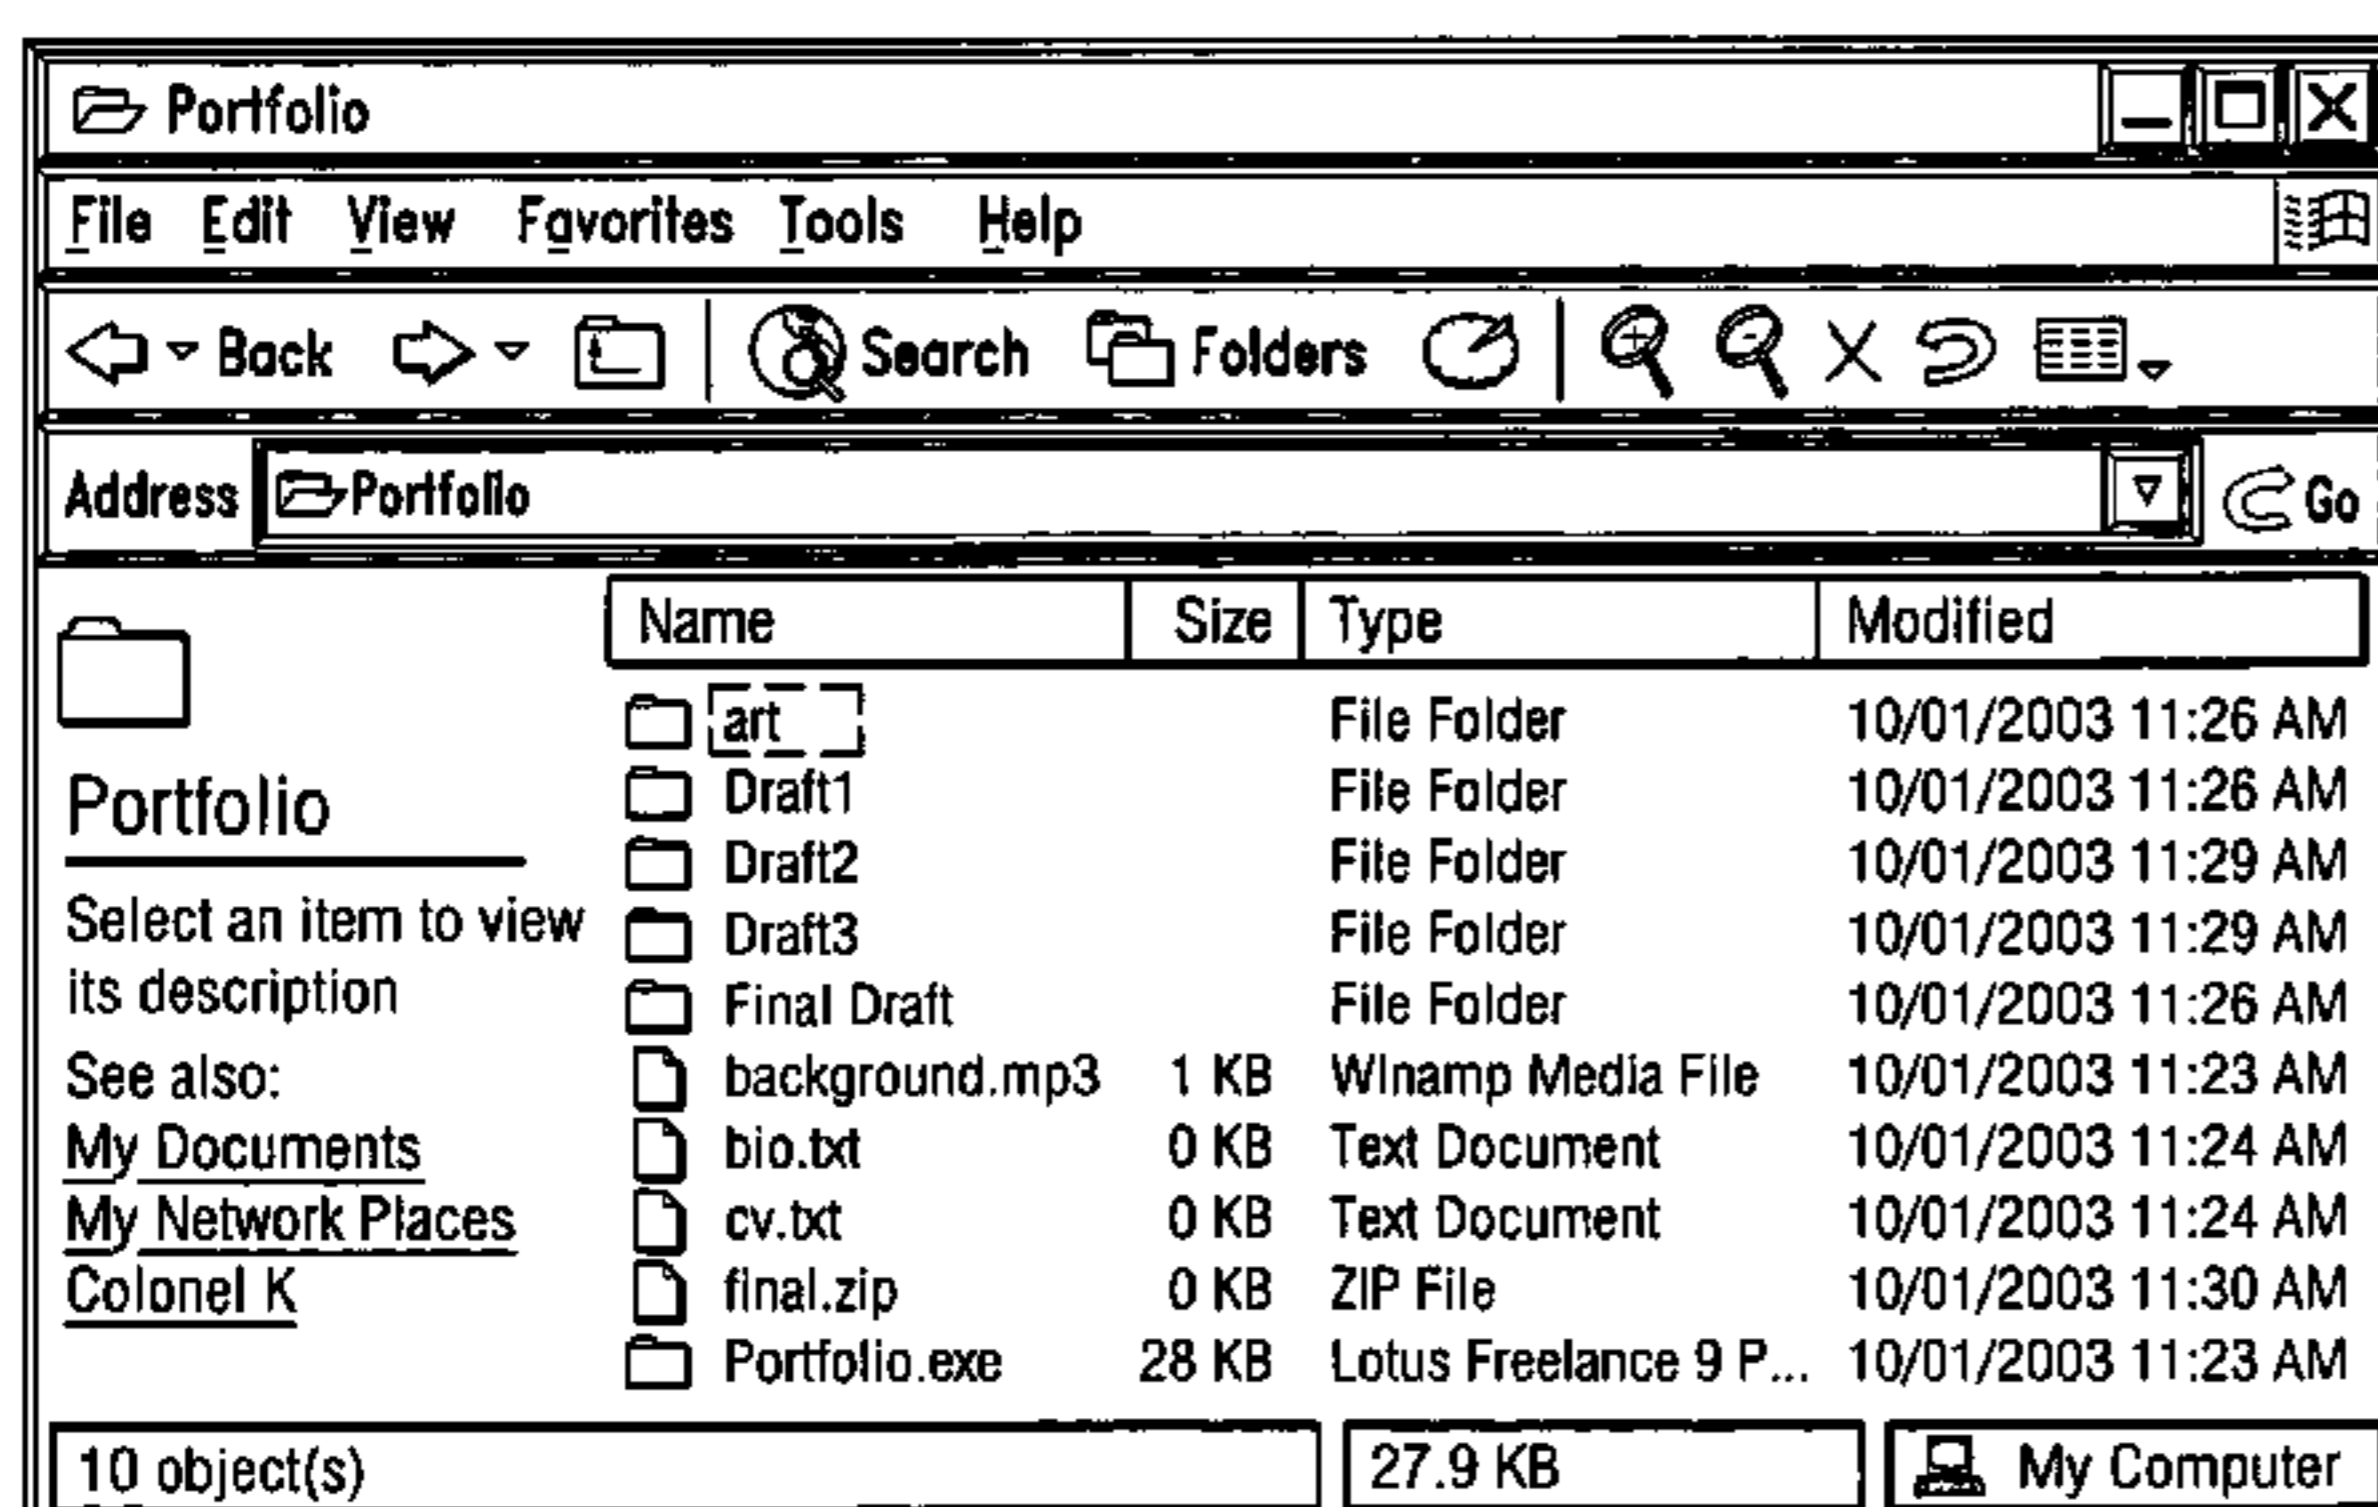 Portfolio
File Edit View Favorites Tools Help
Back Search Folders
Address Portfolio Go
Name Size Type Modified
art File Folder 10/01/2003 11:26 AM
Draft1 File Folder 10/01/2003 11:26 AM
Draft2 File Folder 10/01/2003 11:29 AM
Draft3 File Folder 10/01/2003 11:29 AM
Final Draft File Folder 10/01/2003 11:26 AM
background.mp3 1 KB WInamp Media File 10/01/2003 11:23 AM
bio.txt 0 KB Text Document 10/01/2003 11:24 AM
cv.txt 0 KB Text Document 10/01/2003 11:24 AM
final.zip 0 KB ZIP File 10/01/2003 11:30 AM
Portfolio.exe 28 KB Lotus Freelance 9 P... 10/01/2003 11:23 AM
Portfolio
Select an item to view
its description
See also:
My Documents
My Network Places
Colonel K
10 object(s) 27.9 KB My Computer